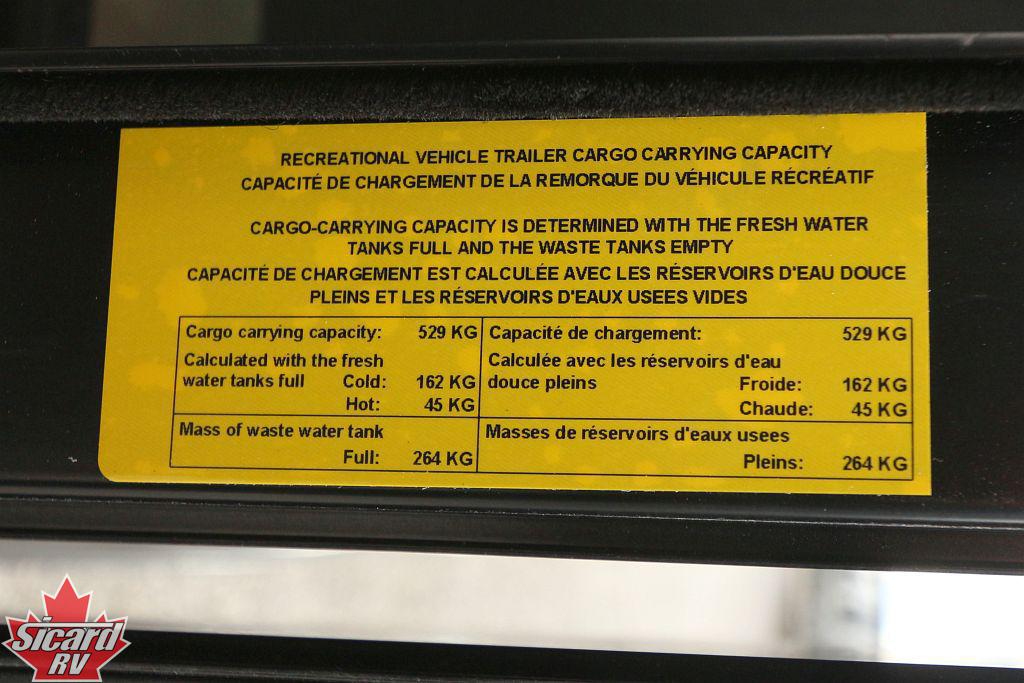 RECREATIONAL VEHICLE TRAILER CARGO CARRYING CAPACITY
CAPACITÉ DE CHARGEMENT DE LA REMORQUE DU VÉHICULE RÉCRÉATIF
CARGO-CARRYING CAPACITY IS DETERMINED WITH THE FRESH WATER
TANKS FULL AND THE WASTE TANKS EMPTY
CAPACITÉ DE CHARGEMENT EST CALCULÉE AVEC LES RÉSERVOIRS D'EAU DOUCE
PLEINS ET LES RÉSERVOIRS D'EAUX USEES VIDES
Cargo carrying capacity: 529 KG
Calculated with the fresh
water tanks full Cold: 162 KG
Hot: 45 KG
Mass of waste water tank
Full: 264 KG
Capacité de chargement: 529 KG
Calculée avec les réservoirs d'eau
douce pleins Froide: 162 KG
Chaude: 45 KG
Masses de réservoirs d'eaux usees
Pleins: 264 KG
Sicard
RV